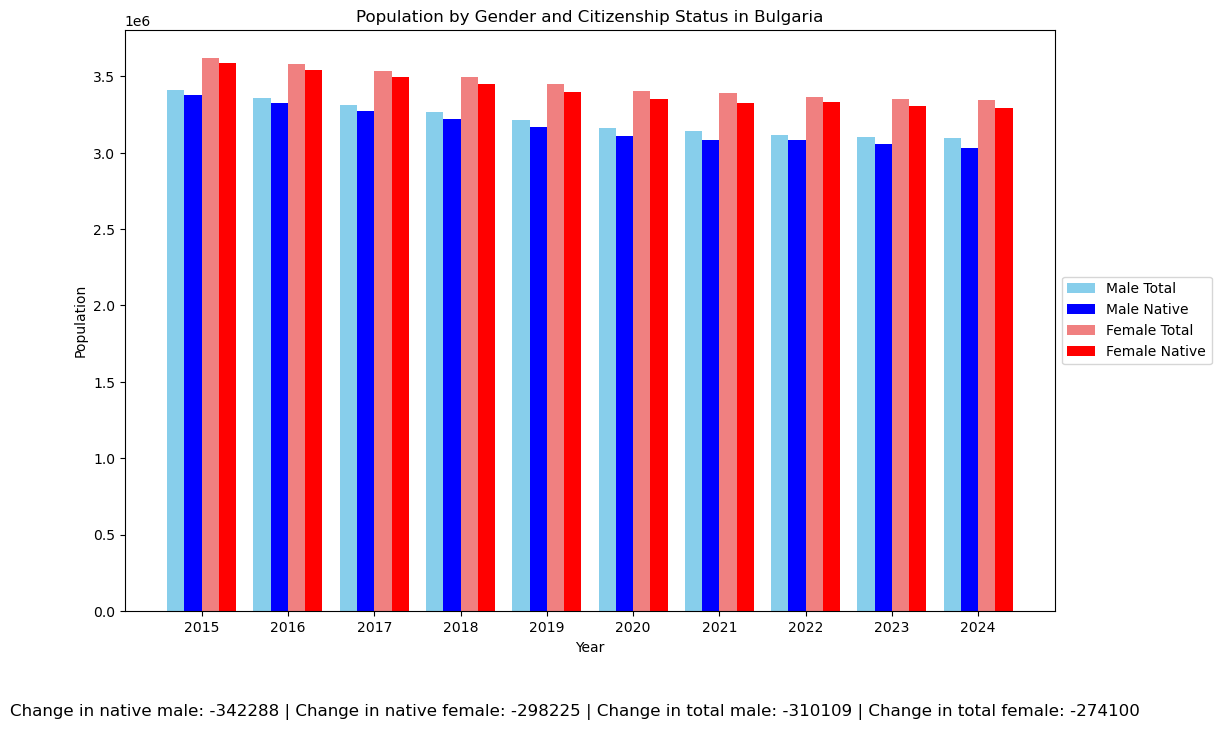 Population by Gender and Citizenship Status in Bulgaria
1e6
3.5
3.0
2.5
2.0
1.5
1.0
0.5
0.0
Population
2015 2016 2017 2018 2019 2020 2021 2022 2023 2024
Year
Male Total
Male Native
Female Total
Female Native
Change in native male: -342288 | Change in native female: -298225 | Change in total male: -310109 | Change in total female: -274100